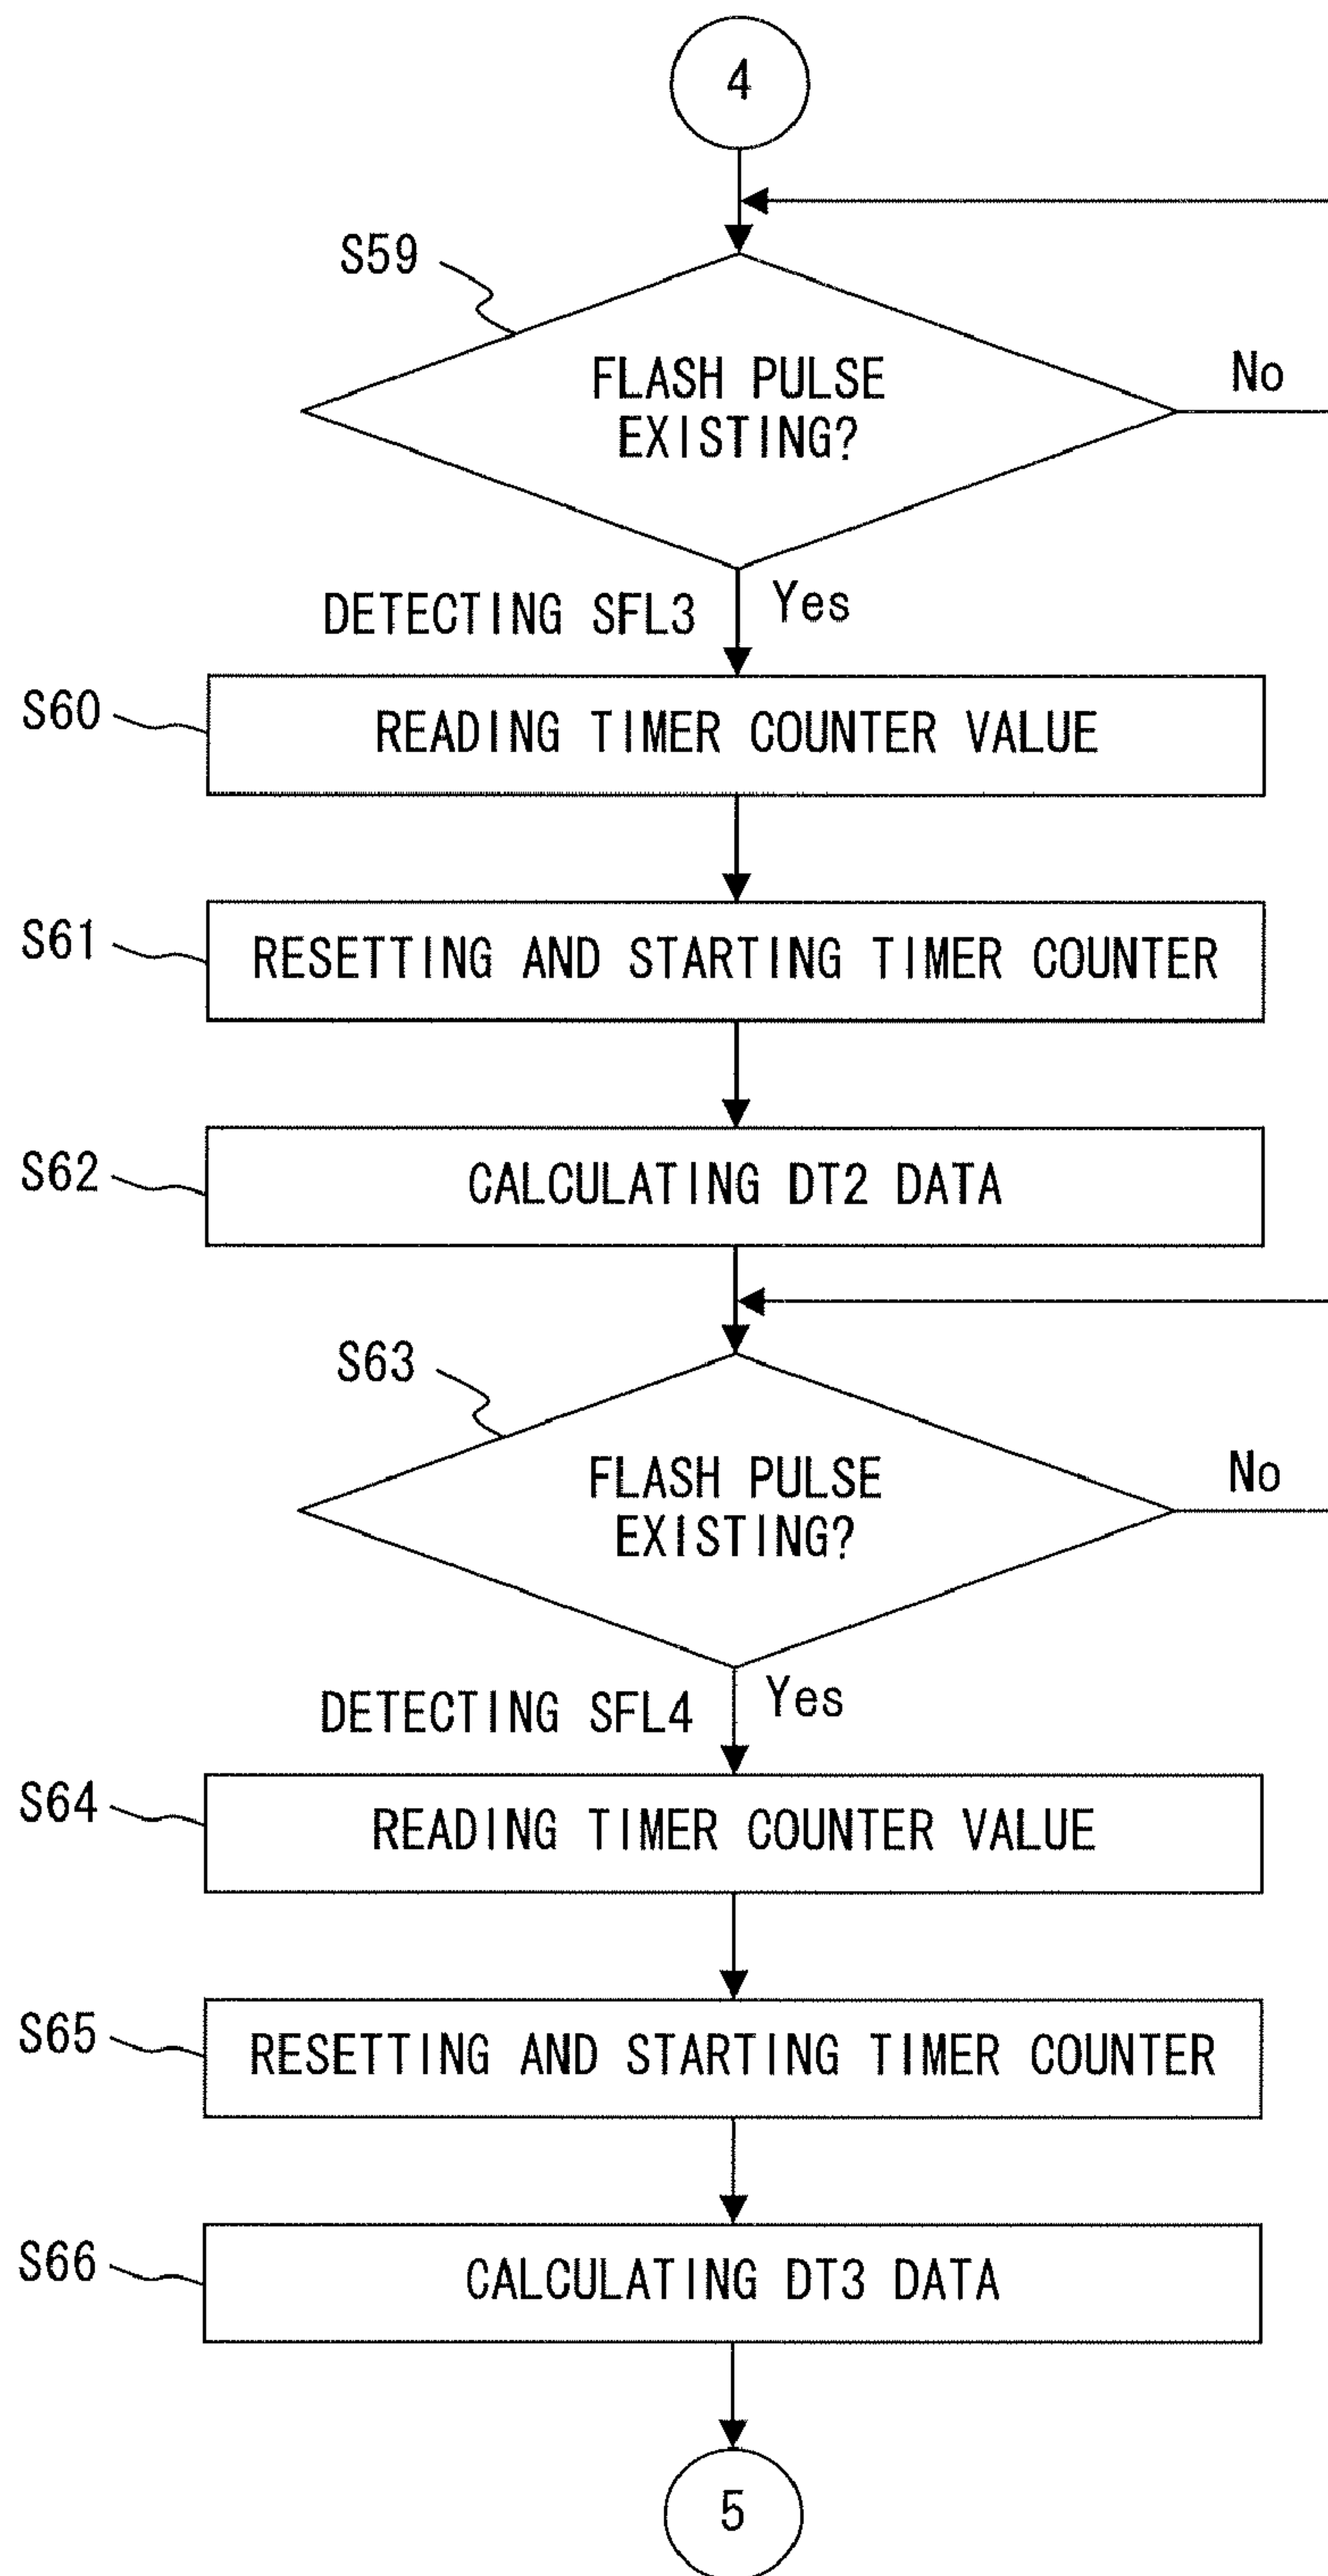 4
S59
FLASH PULSE
EXISTING?
No
DETECTING SFL3
Yes
S60
READING TIMER COUNTER VALUE
S61
RESETTING AND STARTING TIMER COUNTER
S62
CALCULATING DT2 DATA
S63
FLASH PULSE
EXISTING?
No
DETECTING SFL4
Yes
S64
READING TIMER COUNTER VALUE
S65
RESETTING AND STARTING TIMER COUNTER
S66
CALCULATING DT3 DATA
5